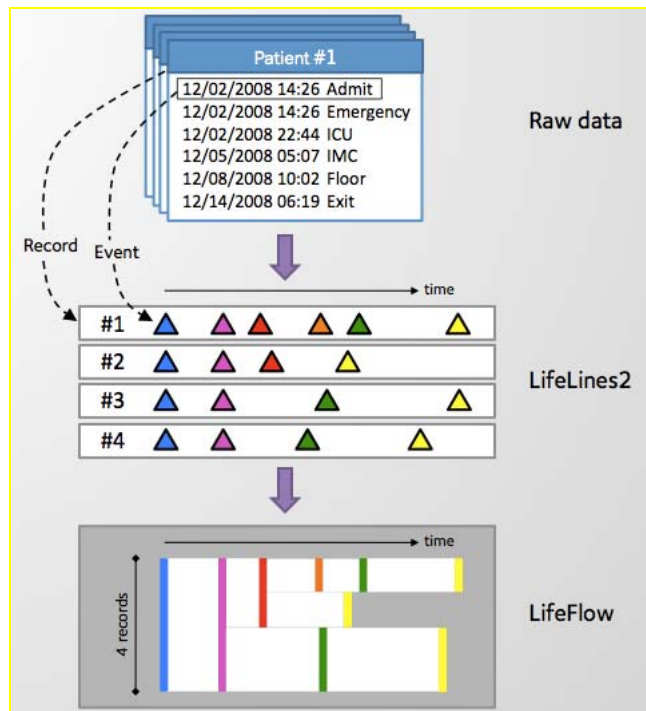 Patient #1
12/02/2008 14:26 Admit
12/02/2008 14:26 Emergency
12/02/2008 22:44 ICU
12/05/2008 05:07 IMC
12/08/2008 10:02 Floor
12/14/2008 06:19 Exit
Raw data
Record
Event
time
#1
#2
#3
#4
LifeLines2
time
4 records
LifeFlow